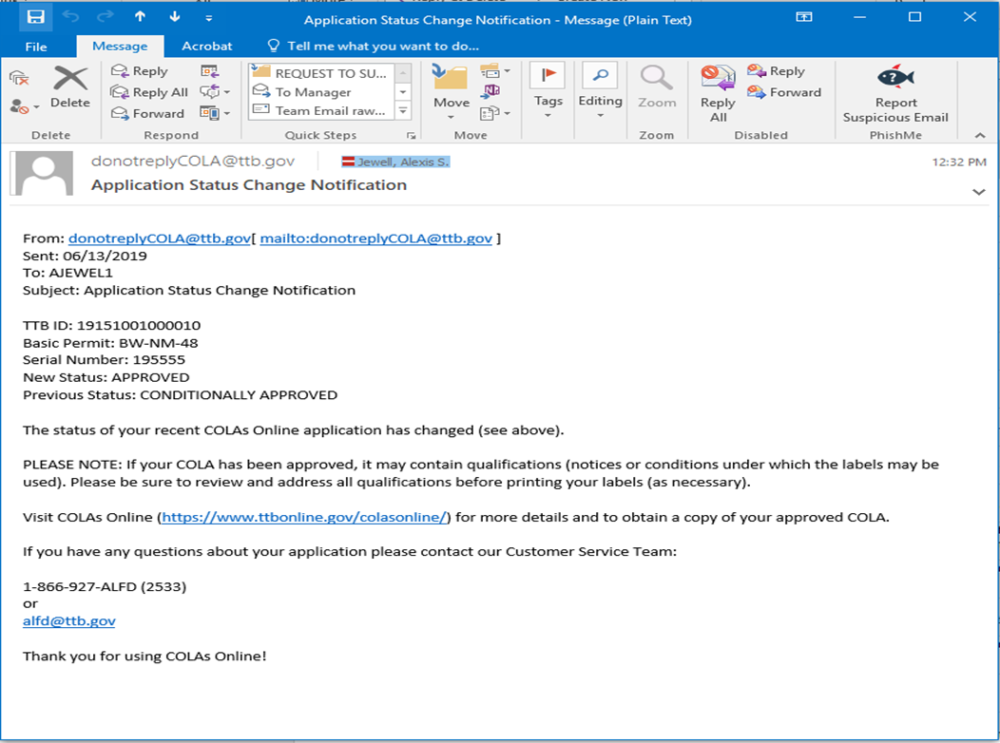 Application Status Change Notification - Message (Plain Text)
File Message Acrobat Tell me what you want to do...
Delete
Delete
Reply
Reply All
Forward
Respond
REQUEST TO SU...
To Manager
Team Email raw...
Quick Steps
Move
Move
Tags
Editing
Zoom
Zoom
Reply All
Reply
Forward
Disabled
Report Suspicious Email
PhishMe
donotreplyCOLA@ttb.gov Jewell, Alexis S. 12:32 PM
Application Status Change Notification
From: donotreplyCOLA@ttb.gov[ mailto:donotreplyCOLA@ttb.gov ]
Sent: 06/13/2019
To: AJEWEL1
Subject: Application Status Change Notification
TTB ID: 19151001000010
Basic Permit: BW-NM-48
Serial Number: 195555
New Status: APPROVED
Previous Status: CONDITIONALLY APPROVED
The status of your recent COLAs Online application has changed (see above).
PLEASE NOTE: If your COLA has been approved, it may contain qualifications (notices or conditions under which the labels may be
used). Please be sure to review and address all qualifications before printing your labels (as necessary).
Visit COLAs Online (https://www.ttbonline.gov/colasonline/) for more details and to obtain a copy of your approved COLA.
If you have any questions about your application please contact our Customer Service Team:
1-866-927-ALFD (2533)
or
alfd@ttb.gov
Thank you for using COLAs Online!